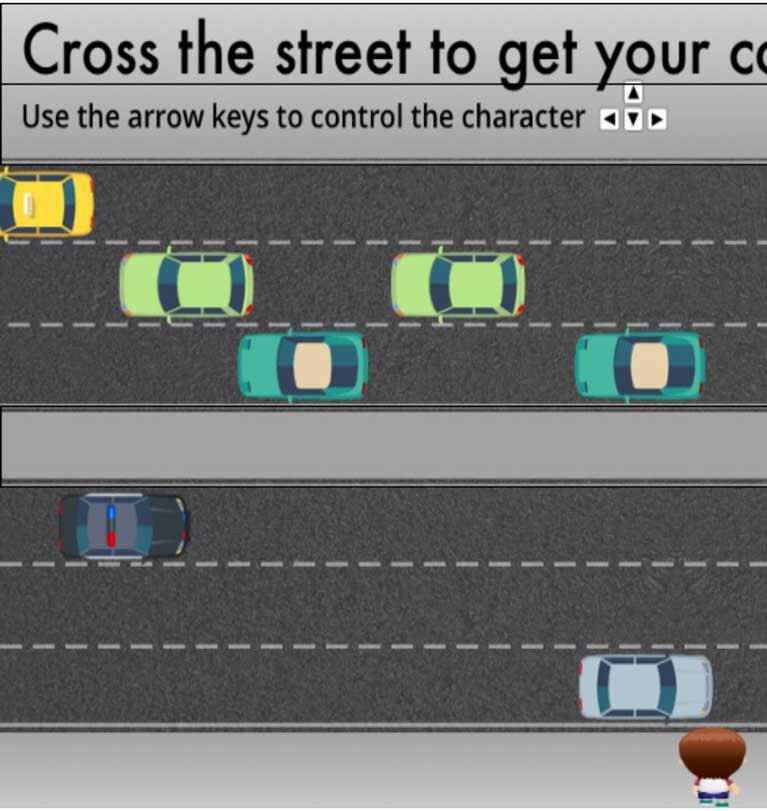 Cross the street to get your
Use the arrow keys to control the character